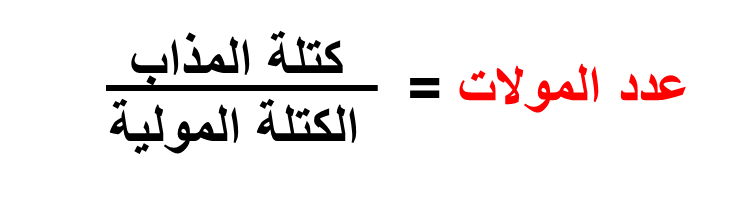 عدد المولات = كتلة المذاب
الكتلة المولية